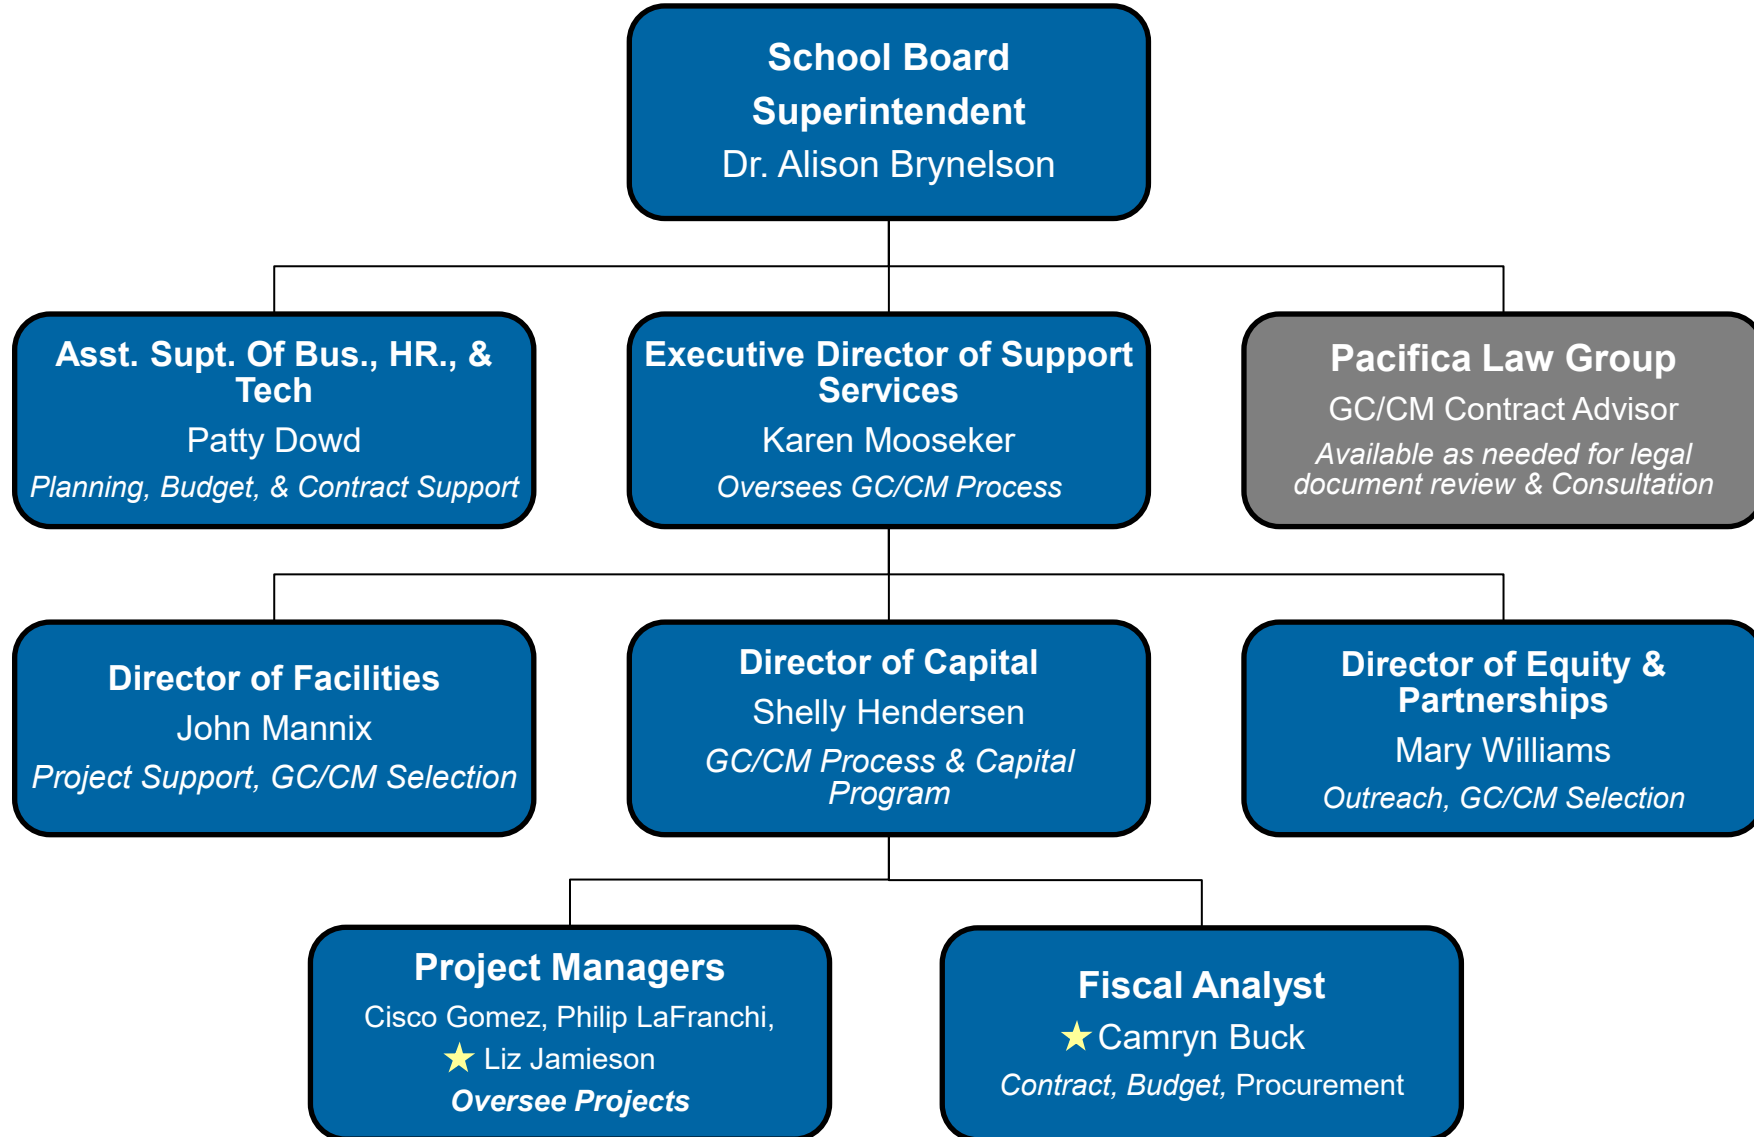 School Board
Superintendent
Dr. Alison Brynelson
Asst. Supt. Of Bus., HR., &
Tech
Patty Dowd
Planning, Budget, & Contract Support
Executive Director of Support
Services
Karen Mooseker
Oversees GC/CM Process
Pacifica Law Group
GC/CM Contract Advisor
Available as needed for legal
document review & Consultation
Director of Facilities
John Mannix
Project Support, GC/CM Selection
Director of Capital
Shelly Hendersen
GC/CM Process & Capital
Program
Director of Equity &
Partnerships
Mary Williams
Outreach, GC/CM Selection
Project Managers
Cisco Gomez, Philip LaFranchi,
Liz Jamieson
Oversee Projects
Fiscal Analyst
Camryn Buck
Contract, Budget, Procurement